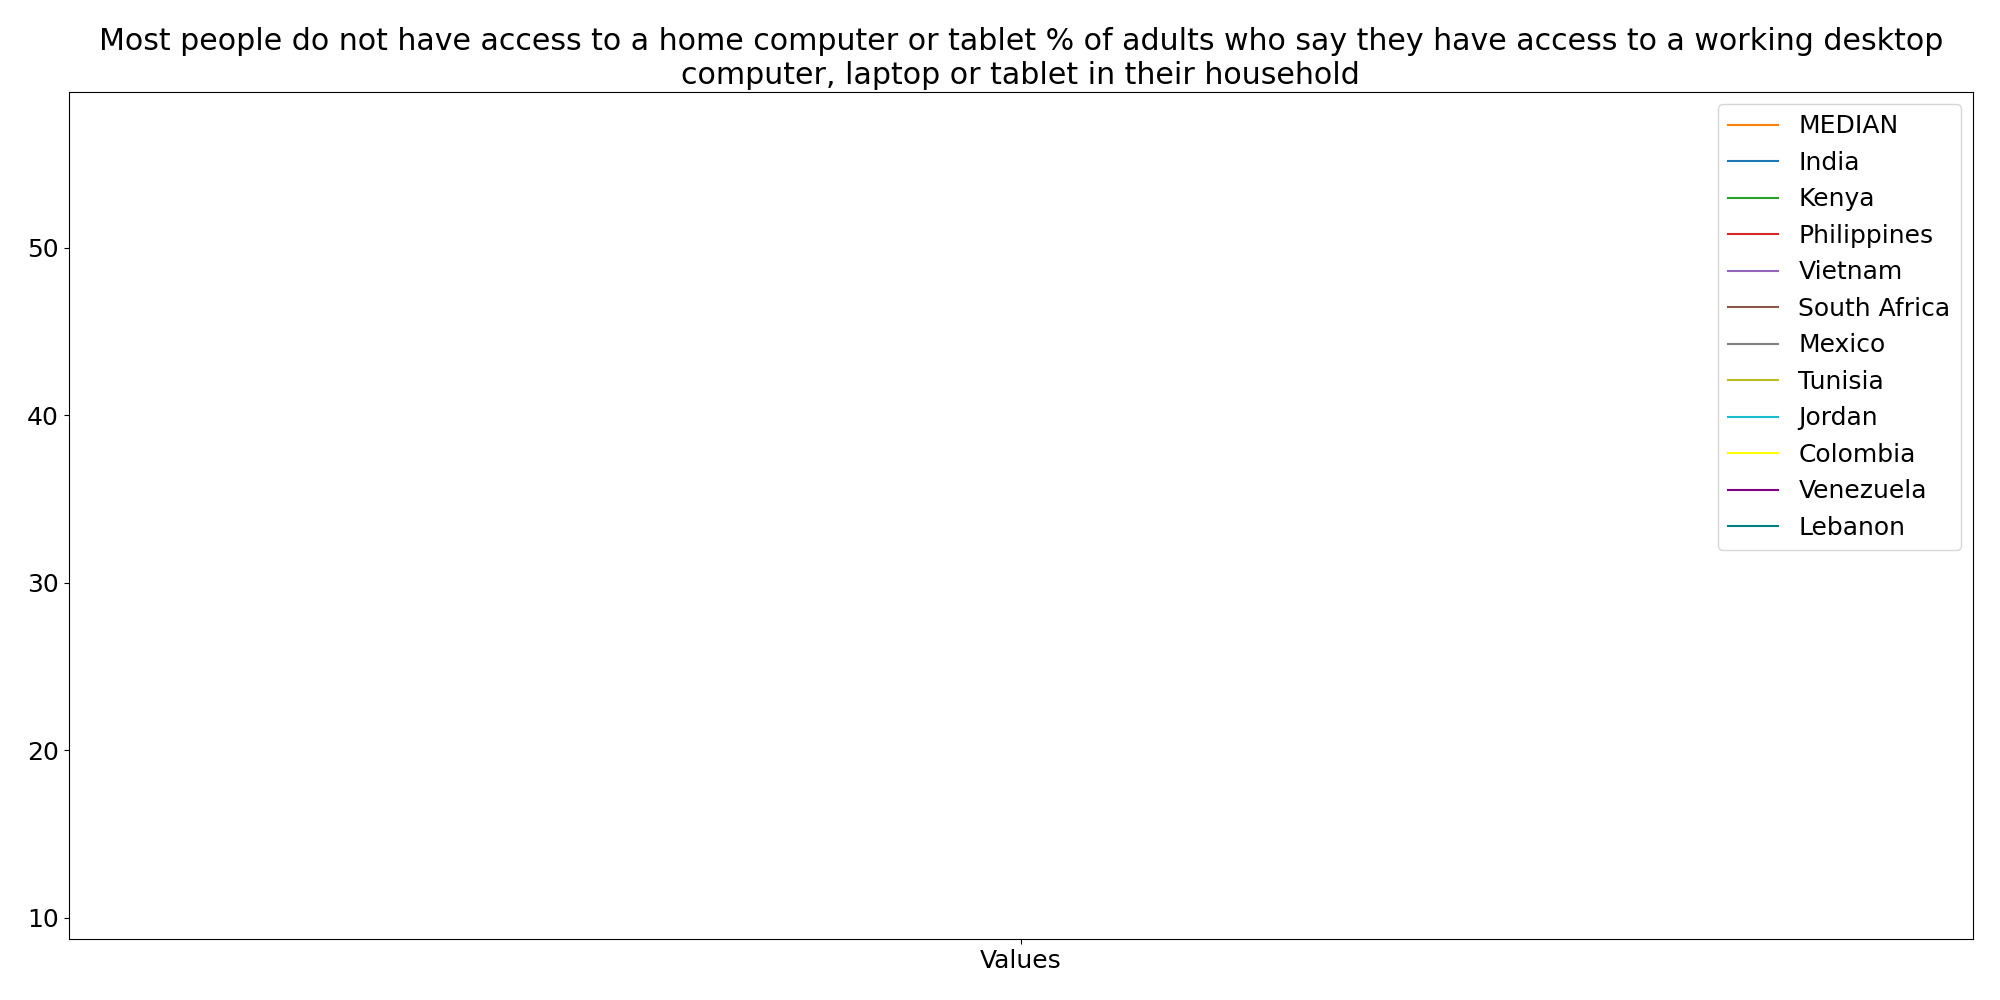 Most people do not have access to a home computer or tablet % of adults who say they have access to a working desktop
computer, laptop or tablet in their household
MEDIAN
India
Kenya
Philippines
Vietnam
South Africa
Mexico
Tunisia
Jordan
Colombia
Venezuela
Lebanon
50
40
30
20
10
Values